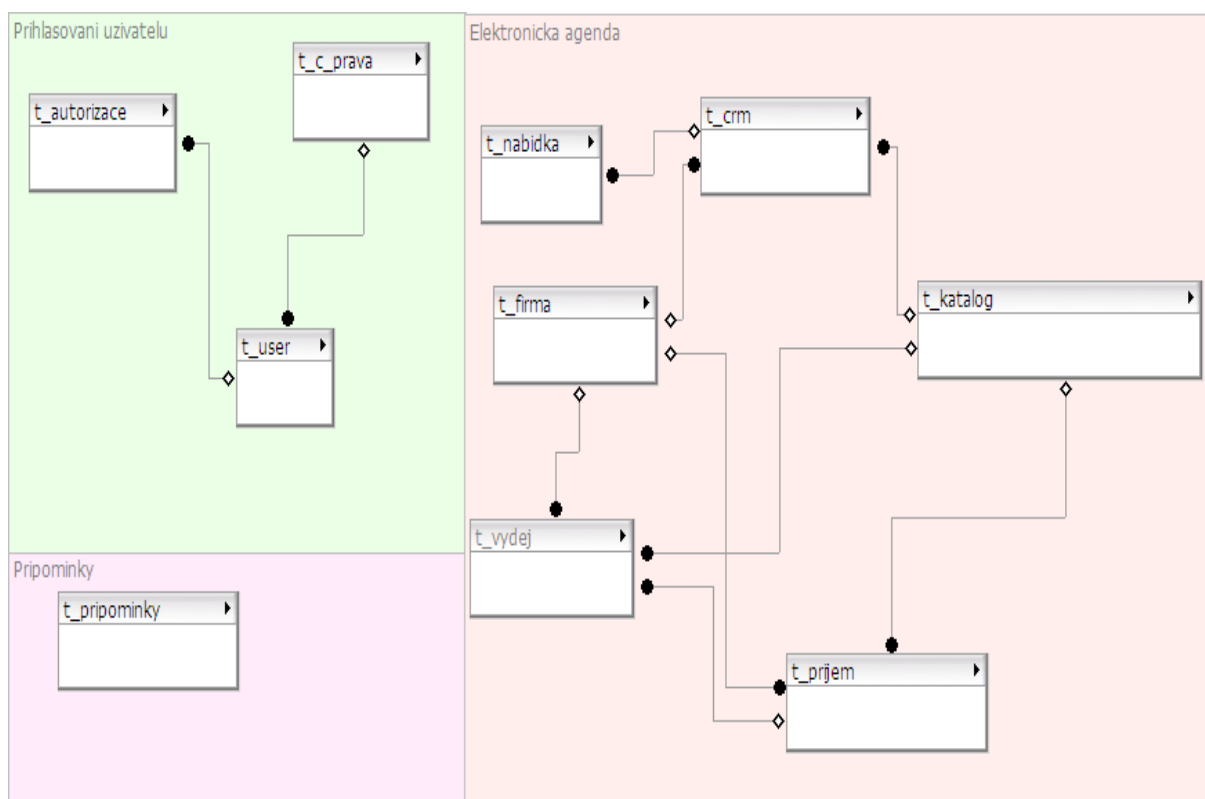 Prihlasovani uzivatelu
t_c_prava
t_autorizace
t_user
Pripominky
t_pripominky
Elektronicka agenda
t_crm
t_nabidka
t_firma
t_katalog
t_vydej
t_prijem